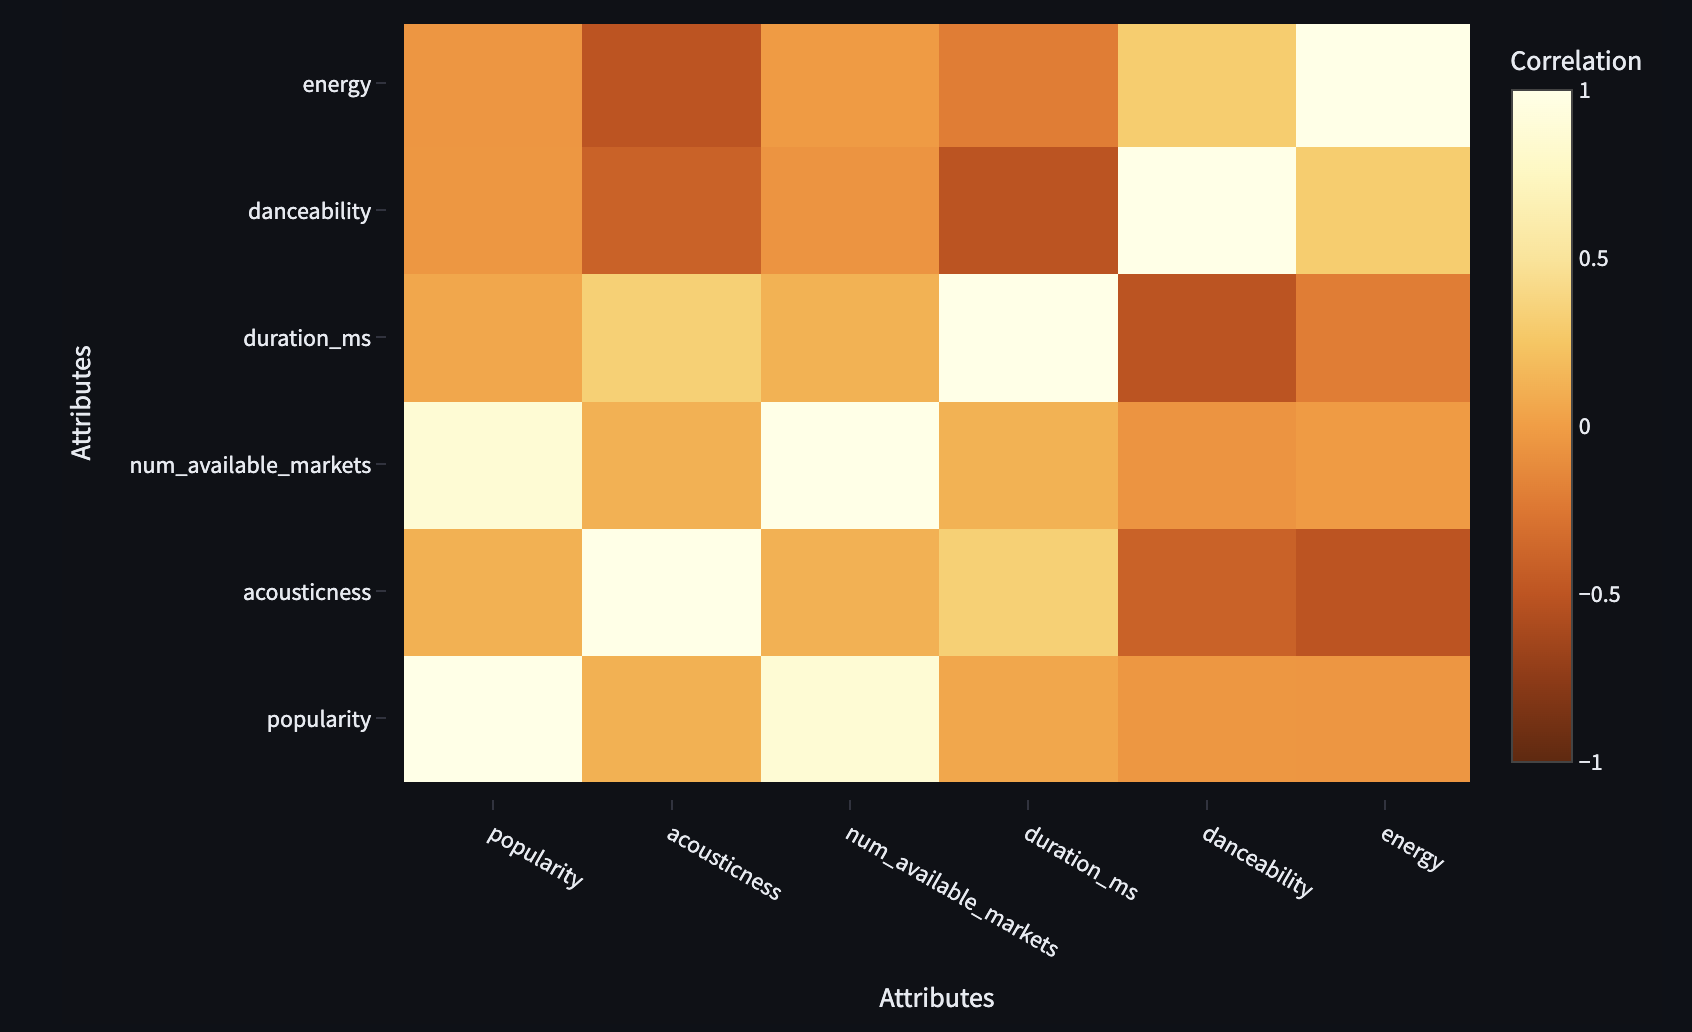 Correlation
1
0.5
0
−0.5
−1
Attributes
energy
danceability
duration_ms
num_available_markets
acousticness
popularity
popularity
acousticness
num_available_markets
duration_ms
danceability
energy
Attributes